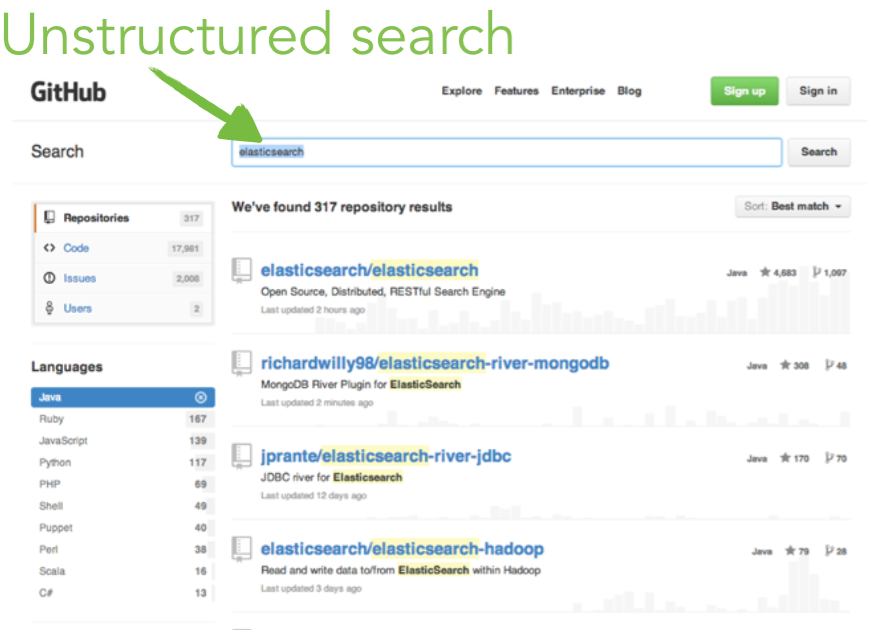 Unstructured search
GitHub
Explore Features Enterprise Blog
Sign up
Sign in
Search
elasticsearch
Search
Repositories 317
Code 17,981
Issues 2,008
Users 2
Languages
Java
Ruby 167
JavaScript 139
Python 117
PHP 69
Shell 49
Puppet 40
Perl 38
Scala 16
C# 13
We've found 317 repository results
Sort: Best match
elasticsearch/elasticsearch
Java 4,683 1,097
Open Source, Distributed, RESTful Search Engine
Last updated 2 hours ago
richardwilly98/elasticsearch-river-mongodb
Java 308 48
MongoDB River Plugin for ElasticSearch
Last updated 2 minutes ago
jprante/elasticsearch-river-jdbc
Java 170 70
JDBC river for Elasticsearch
Last updated 12 days ago
elasticsearch/elasticsearch-hadoop
Java 79 28
Read and write data to/from ElasticSearch within Hadoop
Last updated 3 days ago